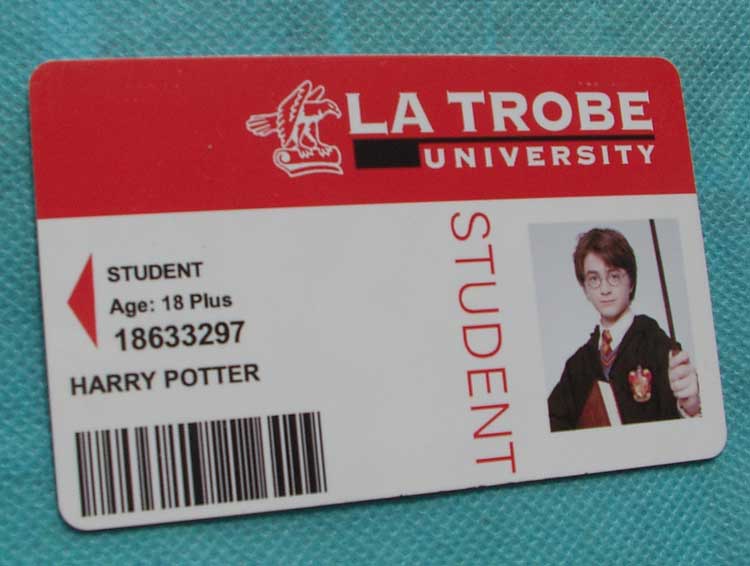 LA TROBE
UNIVERSITY
STUDENT
Age: 18 Plus
18633297
HARRY POTTER
STUDENT